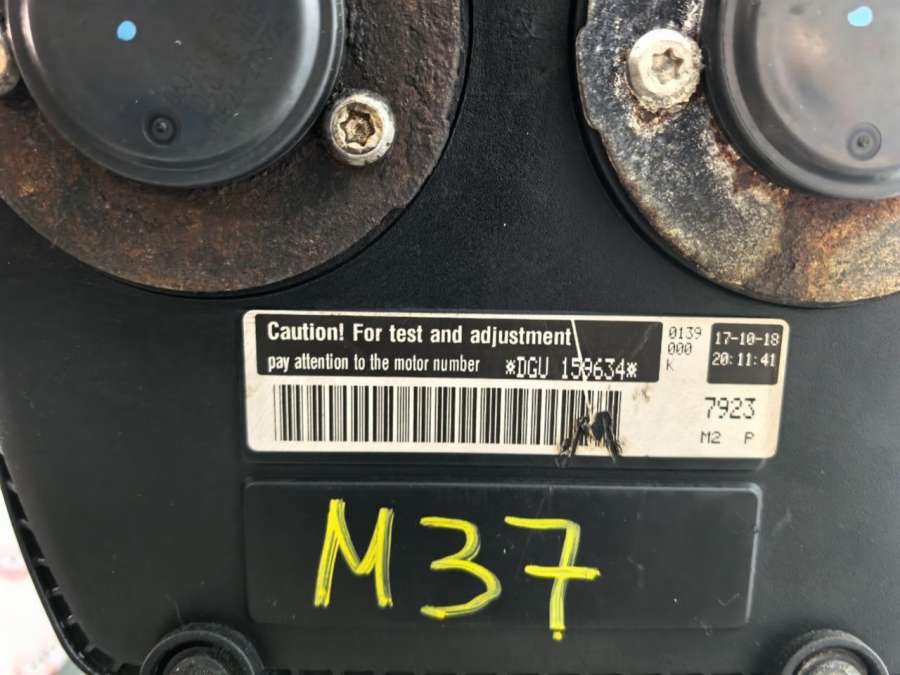 Caution! For test and adjustment
pay attention to the motor number *DGU 159634*
0139
000
K
17-10-18
20:11:41
7923
M2 P
M37